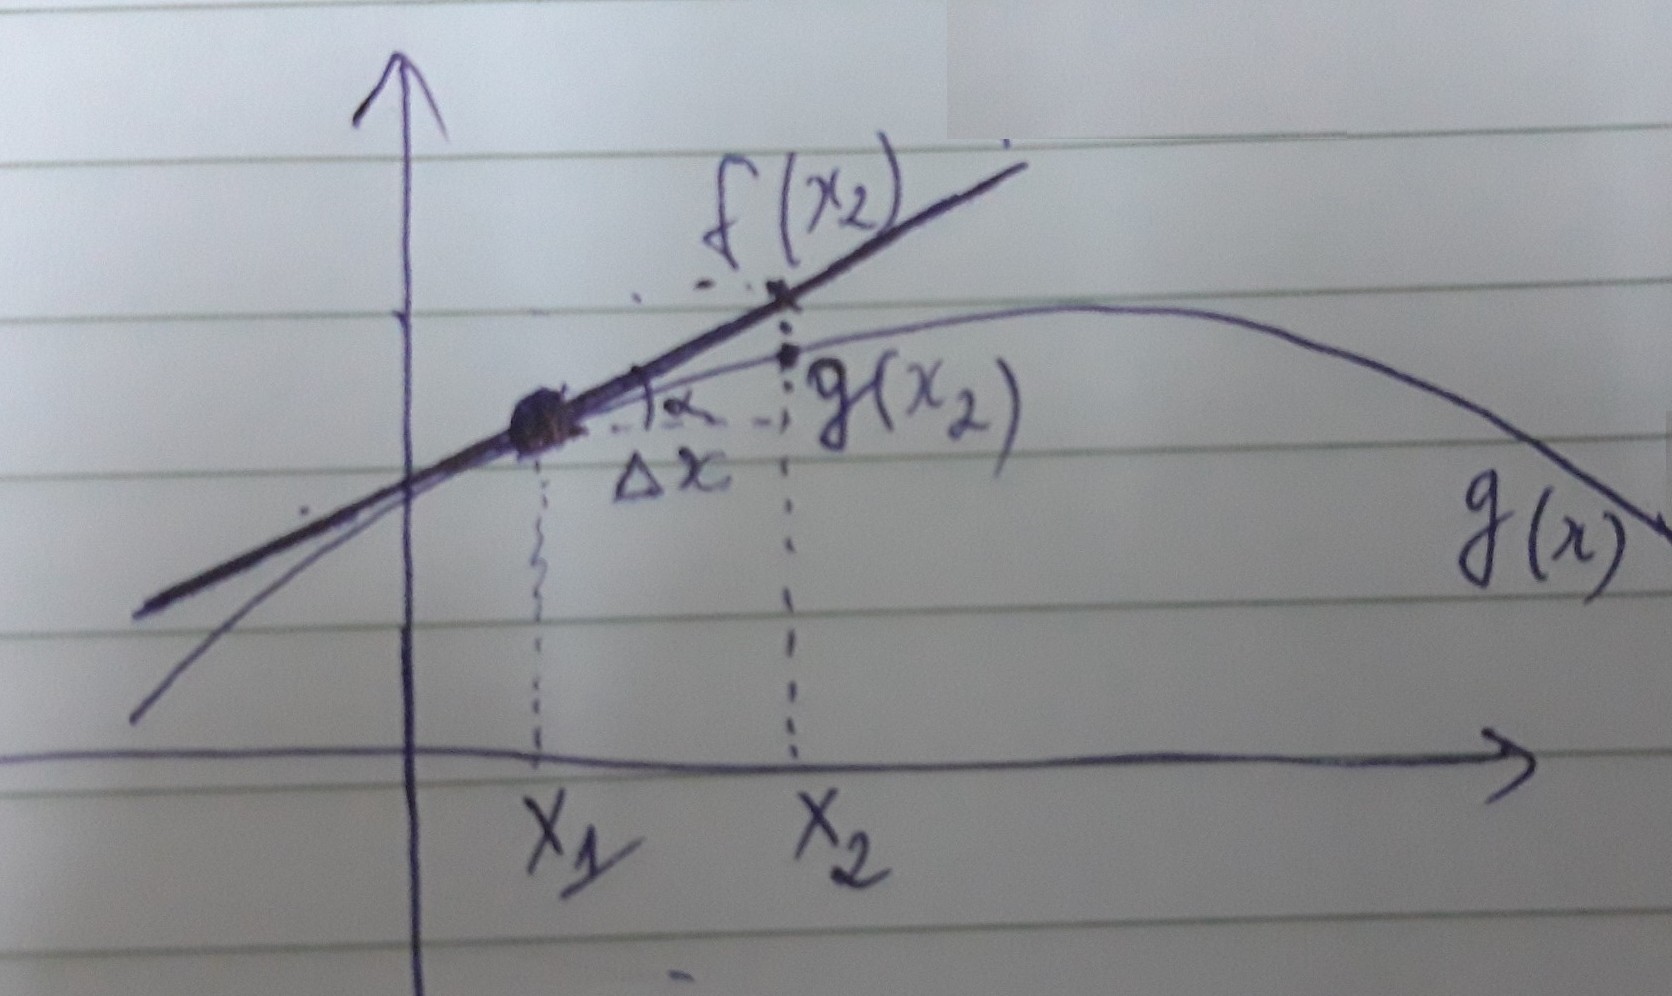 f(x₂)
α
g(x₂)
Δx
g(x)
X₁
X₂